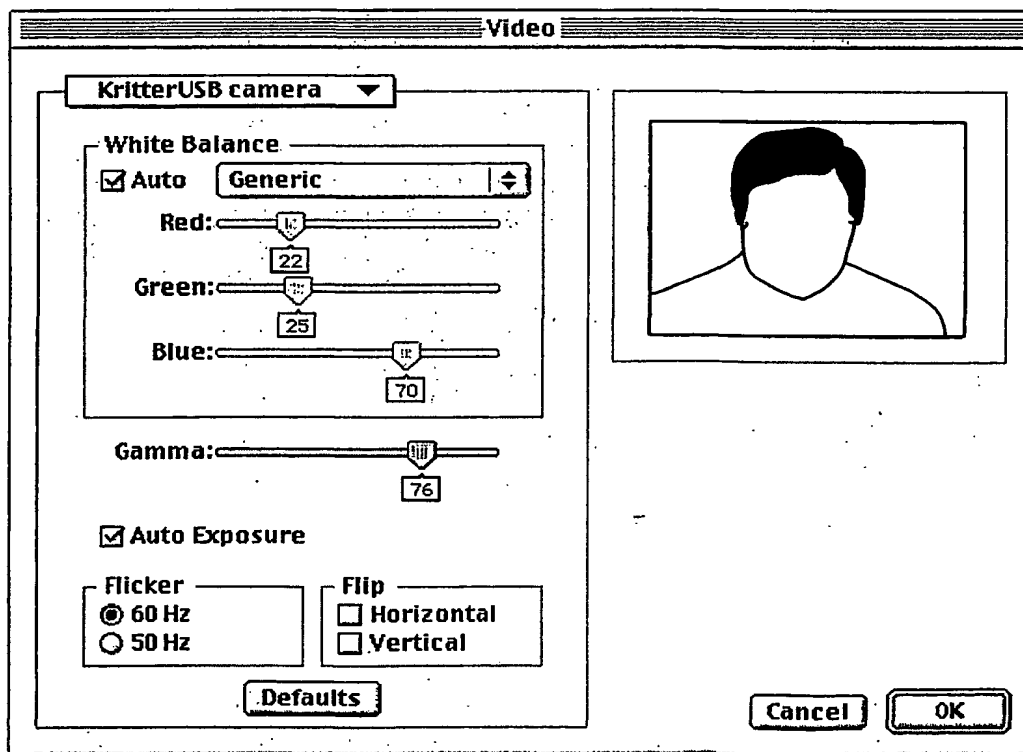 Video
KritterUSB camera
White Balance
Auto Generic
Red:
22
Green:
25
Blue:
70
Gamma:
76
Auto Exposure
Flicker
60 Hz
50 Hz
Flip
Horizontal
Vertical
Defaults
Cancel OK